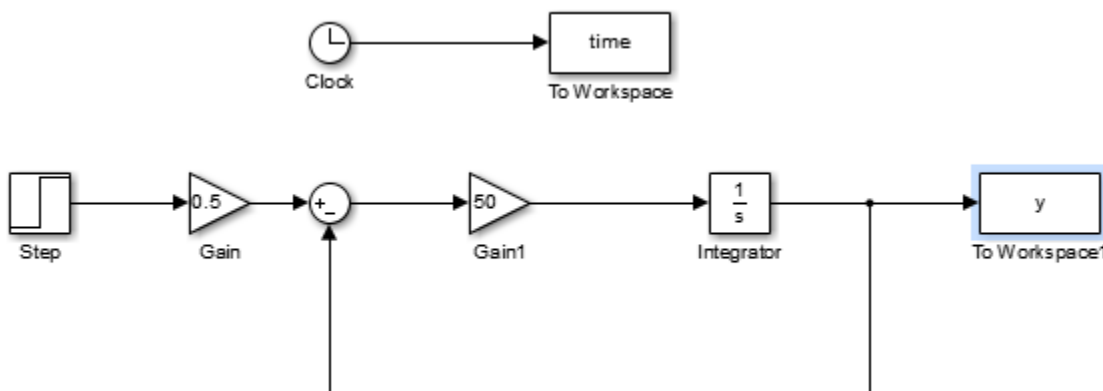 time
Clock
To Workspace
0.5
+
−
50
1
s
y
Step
Gain
Gain1
Integrator
To Workspace1